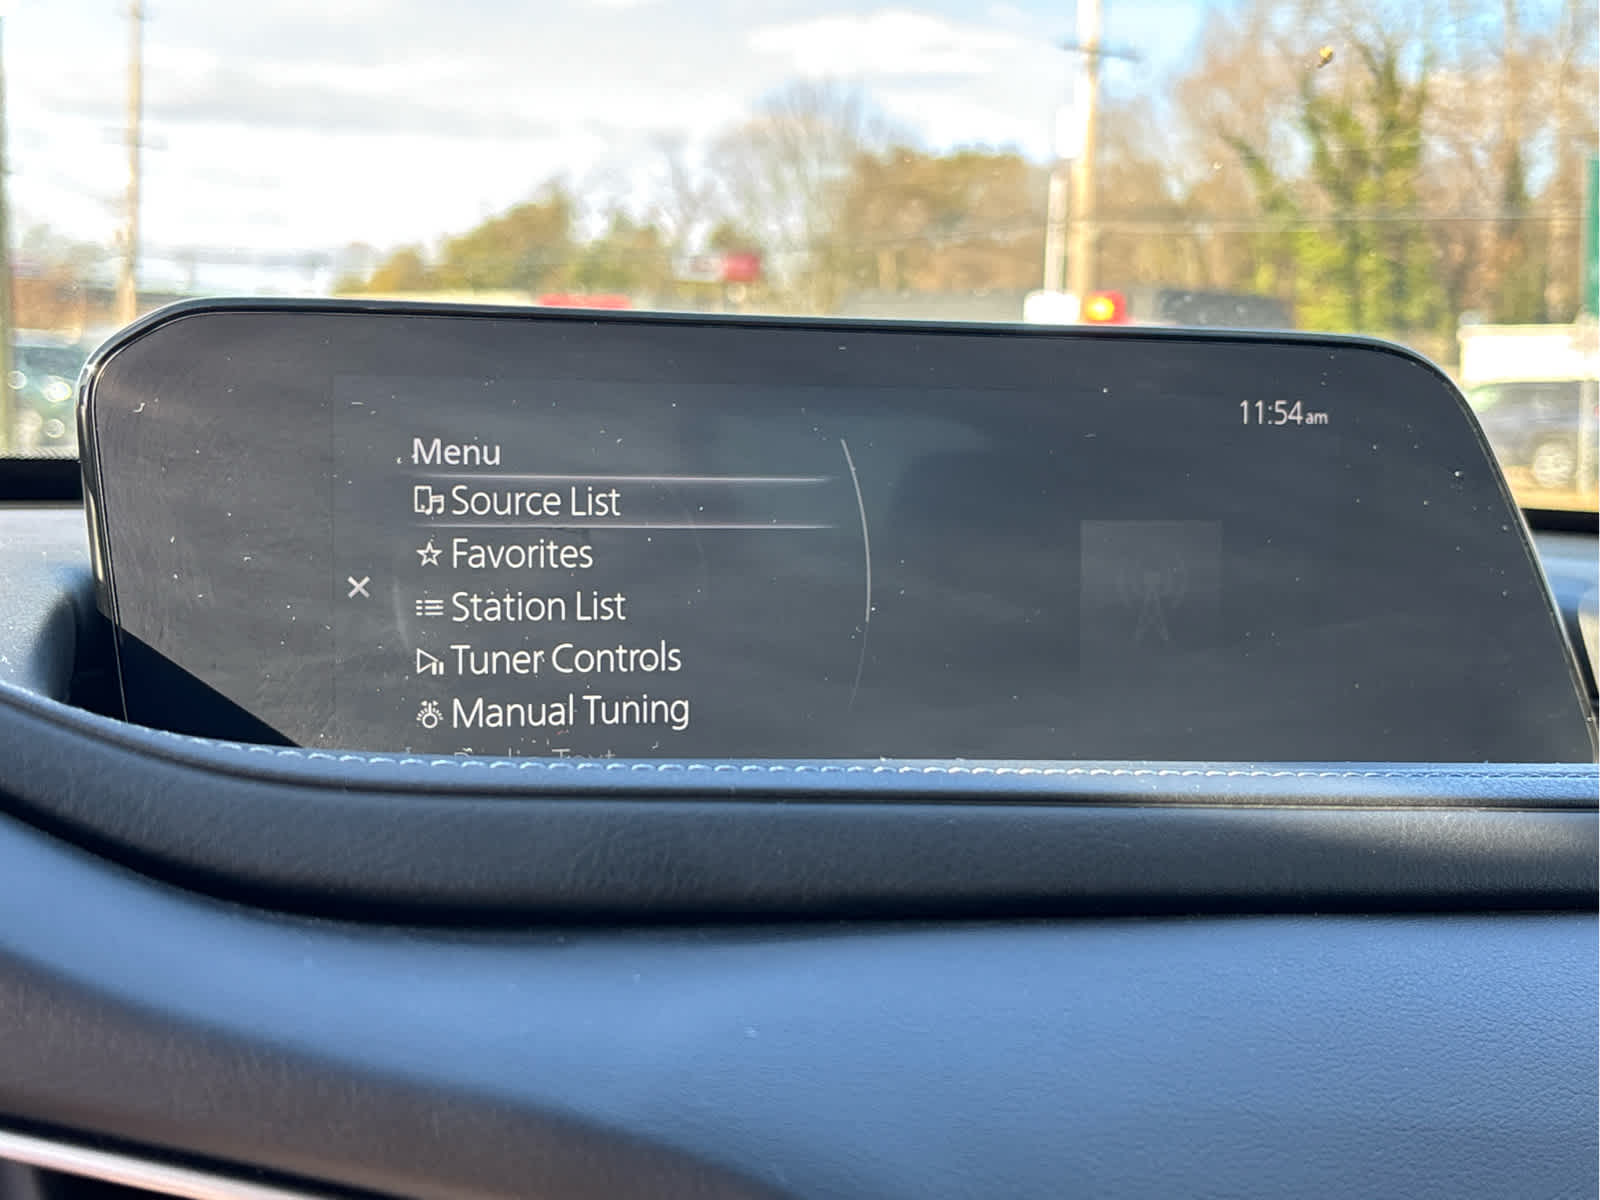 11:54am
Menu
Source List
Favorites
Station List
Tuner Controls
Manual Tuning